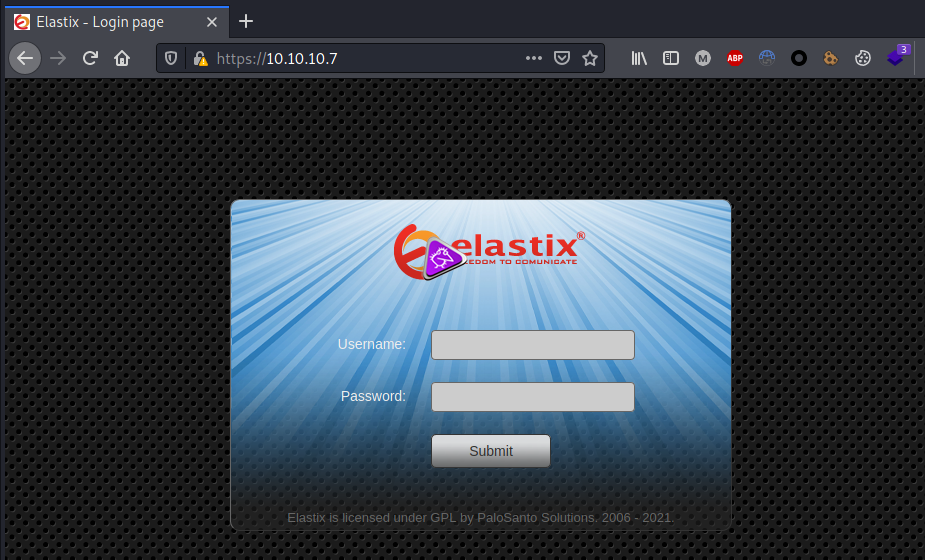 Elastix - Login page
https://10.10.10.7
M
ABP
3
elastix®
EDOM TO COMUNICATE
Username:
Password:
Submit
Elastix is licensed under GPL by PaloSanto Solutions. 2006 - 2021.